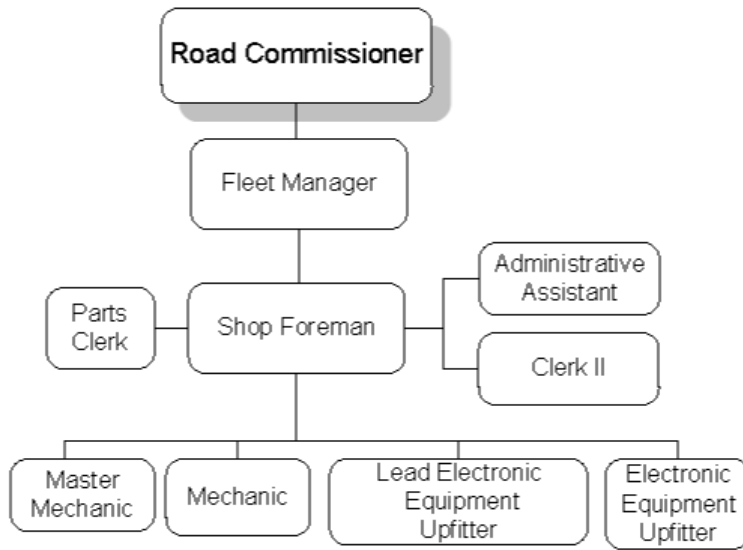 Road Commissioner
Fleet Manager
Administrative
Assistant
Parts
Clerk
Shop Foreman
Clerk II
Master
Mechanic
Mechanic
Lead Electronic
Equipment
Upfitter
Electronic
Equipment
Upfitter